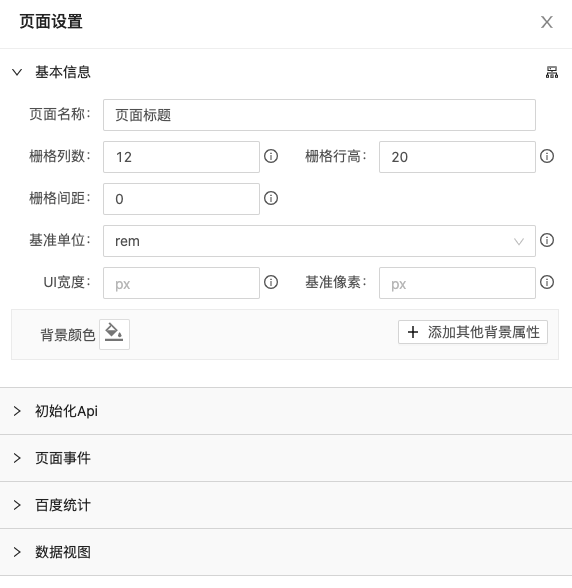 页面设置
基本信息
页面名称： 页面标题
栅格列数： 12 栅格行高： 20
栅格间距： 0
基准单位： rem
UI宽度： px 基准像素： px
背景颜色 添加其他背景属性
初始化Api
页面事件
百度统计
数据视图